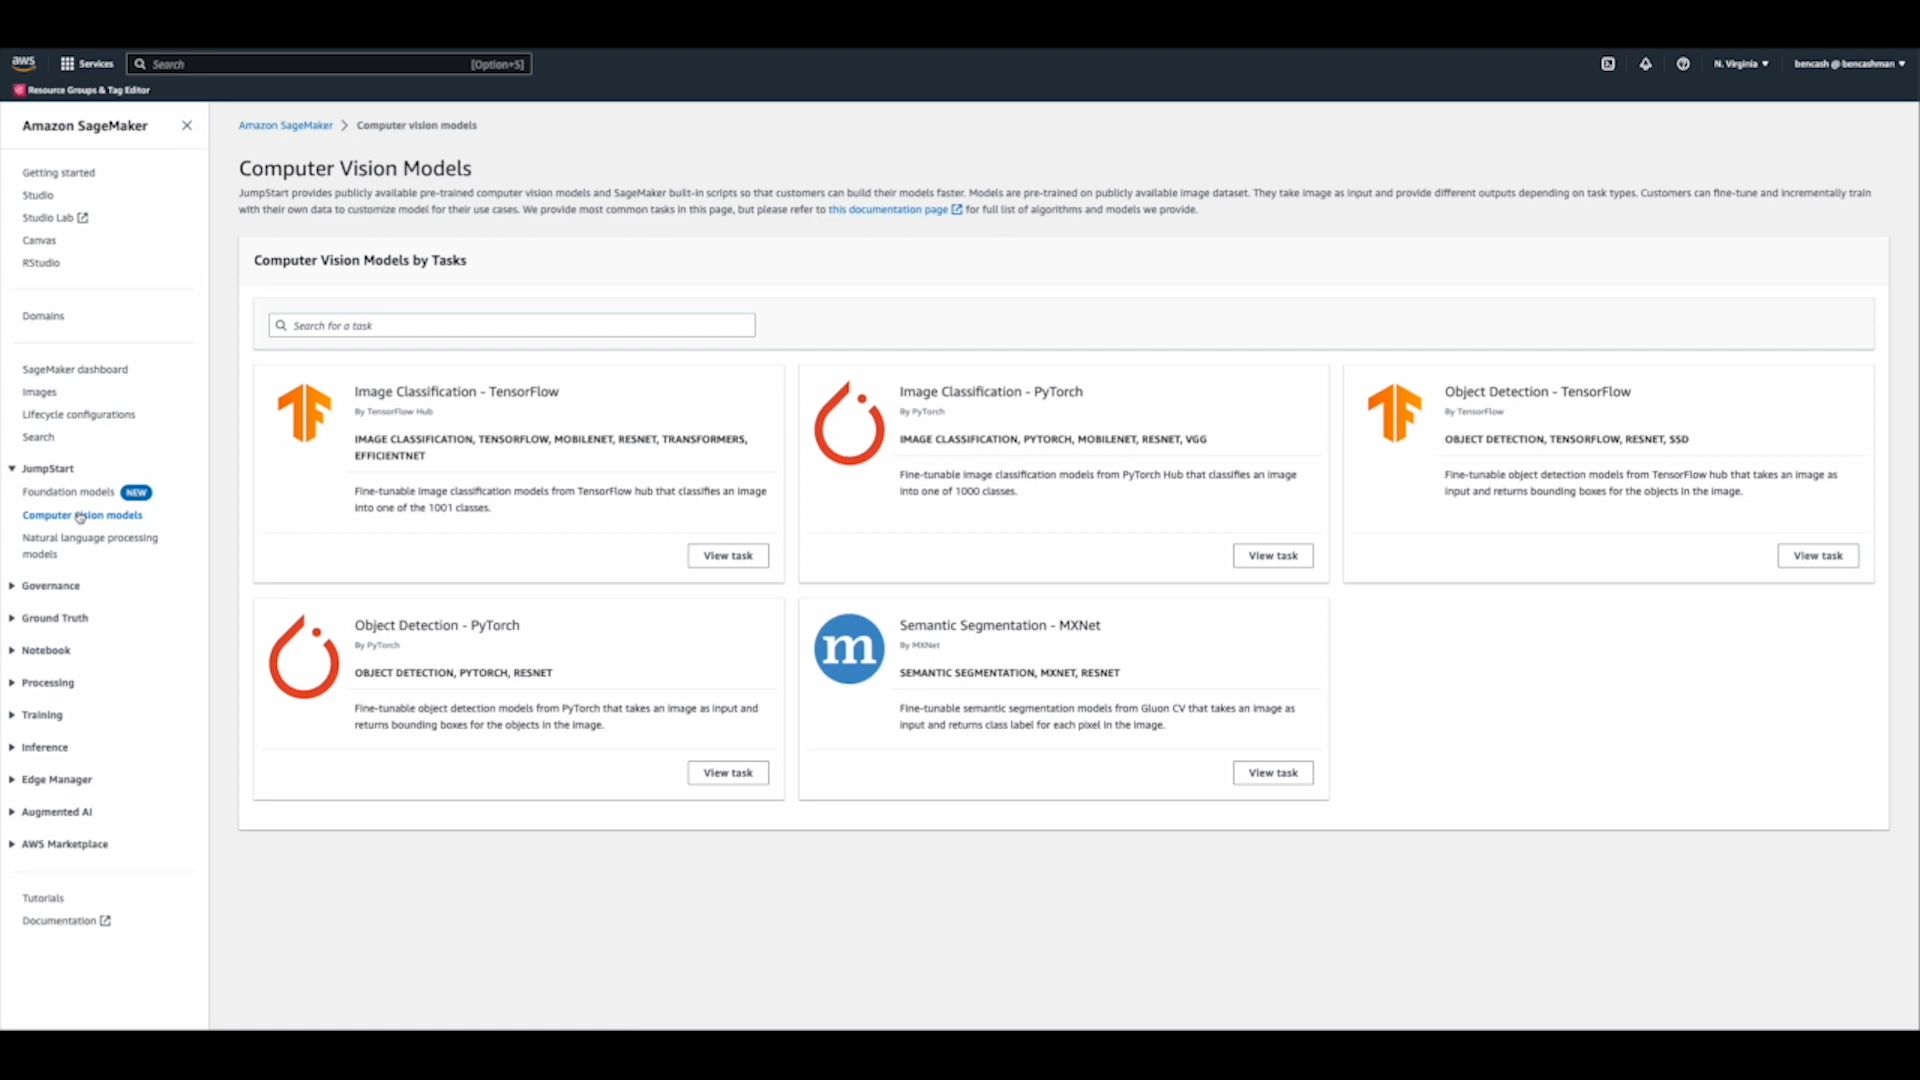 aws
Services
Search
[Option+S]
N. Virginia
bencash @ bencashman
Resource Groups & Tag Editor
Amazon SageMaker
Getting started
Studio
Studio Lab
Canvas
RStudio
Domains
SageMaker dashboard
Images
Lifecycle configurations
Search
JumpStart
Foundation models NEW
Computer vision models
Natural language processing
models
Governance
Ground Truth
Notebook
Processing
Training
Inference
Edge Manager
Augmented AI
AWS Marketplace
Tutorials
Documentation
Amazon SageMaker > Computer vision models
Computer Vision Models
JumpStart provides publicly available pre-trained computer vision models and SageMaker built-in scripts so that customers can build their models faster. Models are pre-trained on publicly available image dataset. They take image as input and provide different outputs depending on task types. Customers can fine-tune and incrementally train
with their own data to customize model for their use cases. We provide most common tasks in this page, but please refer to this documentation page for full list of algorithms and models we provide.
Computer Vision Models by Tasks
Search for a task
Image Classification - TensorFlow
By TensorFlow Hub
IMAGE CLASSIFICATION, TENSORFLOW, MOBILENET, RESNET, TRANSFORMERS,
EFFICIENTNET
Fine-tunable image classification models from TensorFlow hub that classifies an image
into one of the 1001 classes.
View task
Image Classification - PyTorch
By PyTorch
IMAGE CLASSIFICATION, PYTORCH, MOBILENET, RESNET, VGG
Fine-tunable image classification models from PyTorch Hub that classifies an image
into one of 1000 classes.
View task
Object Detection - TensorFlow
By TensorFlow
OBJECT DETECTION, TENSORFLOW, RESNET, SSD
Fine-tunable object detection models from TensorFlow hub that takes an image as
input and returns bounding boxes for the objects in the image.
View task
Object Detection - PyTorch
By PyTorch
OBJECT DETECTION, PYTORCH, RESNET
Fine-tunable object detection models from PyTorch that takes an image as input and
returns bounding boxes for the objects in the image.
View task
m
Semantic Segmentation - MXNet
By MXNet
SEMANTIC SEGMENTATION, MXNET, RESNET
Fine-tunable semantic segmentation models from Gluon CV that takes an image as
input and returns class label for each pixel in the image.
View task